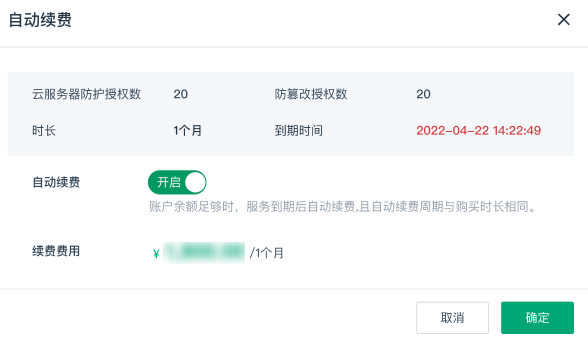 自动续费
云服务器防护授权数 20 防篡改授权数 20
时长 1个月 到期时间 2022-04-22 14:22:49
自动续费 开启
账户余额足够时，服务到期后自动续费,且自动续费周期与购买时长相同。
续费费用 ¥ /1个月
取消 确定